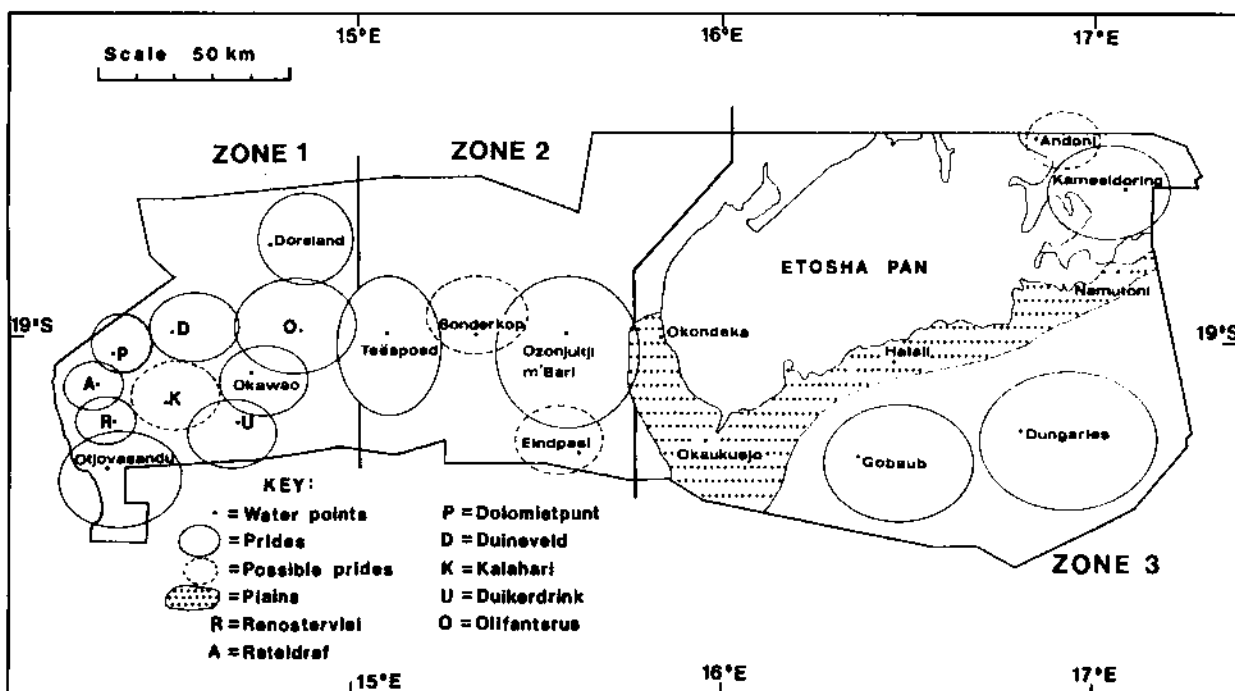 15°E 16°E 17°E
Scale 50 km
ZONE 1 ZONE 2
Andoni
Kameeldoring
Doreland
ETOSHA PAN
Namutoni
19°S 19°S
P D O Teespoed Sonderkop Ozonjuitji m'Bari Okondeka
Halali
A K Okawao
R U Eindpaal Okaukuejo Gobaub Dungaries
Otjovasandu
ZONE 3
KEY:
· = Water points
= Prides
= Possible prides
= Plains
R = Renostervlei
A = Rateldraf
P = Dolomietpunt
D = Duineveld
K = Kalahari
U = Duikerdrink
O = Olifantsrus
15°E 16°E 17°E